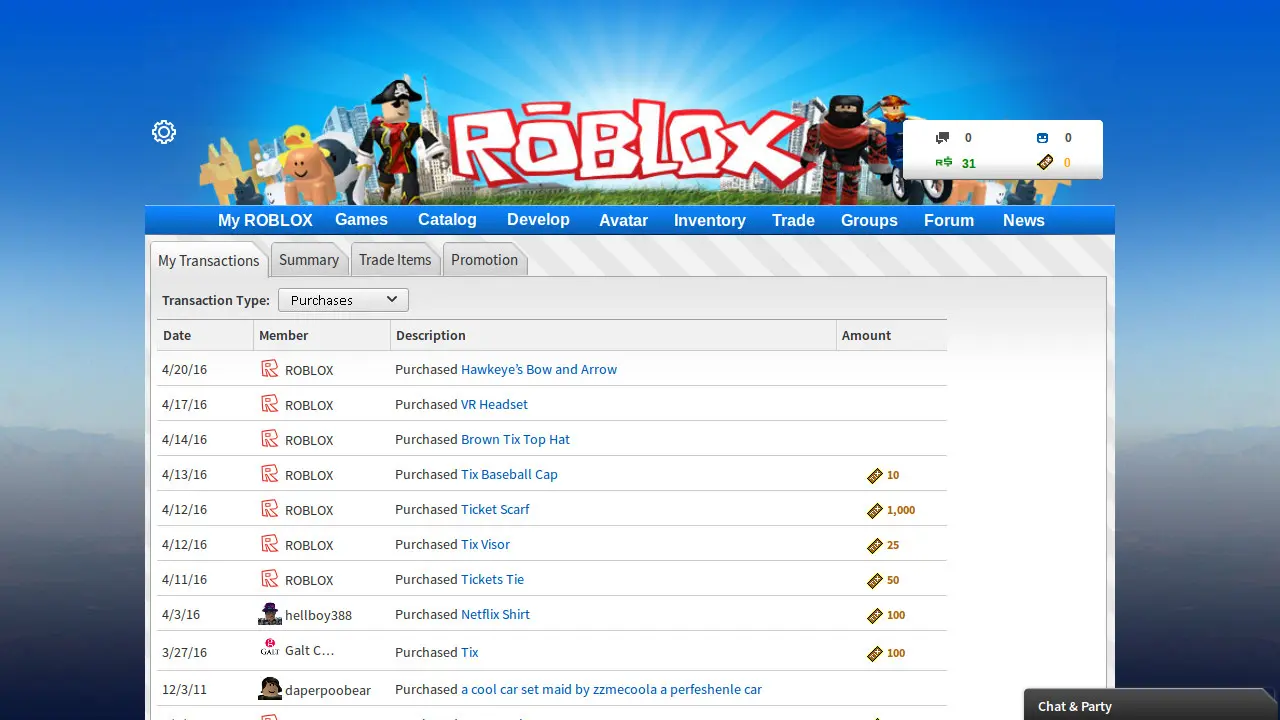 ROBLOX
0 0
R$ 31 0
My ROBLOX Games Catalog Develop Avatar Inventory Trade Groups Forum News
My Transactions Summary Trade Items Promotion
Transaction Type: Purchases
Date Member Description Amount
4/20/16 ROBLOX Purchased Hawkeye's Bow and Arrow
4/17/16 ROBLOX Purchased VR Headset
4/14/16 ROBLOX Purchased Brown Tix Top Hat
4/13/16 ROBLOX Purchased Tix Baseball Cap 10
4/12/16 ROBLOX Purchased Ticket Scarf 1,000
4/12/16 ROBLOX Purchased Tix Visor 25
4/11/16 ROBLOX Purchased Tickets Tie 50
4/3/16 hellboy388 Purchased Netflix Shirt 100
3/27/16 GALT Galt C... Purchased Tix 100
12/3/11 daperpoobear Purchased a cool car set maid by zzmecoola a perfeshenle car
Chat & Party